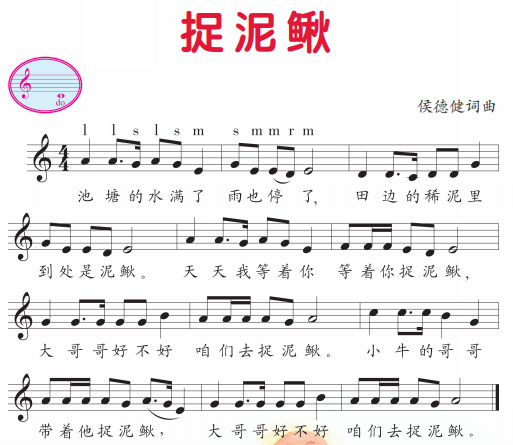 捉泥鳅
do
侯德健词曲
l l s l s m s m m r m
4
4
池 塘 的 水 满 了 雨 也 停 了, 田 边 的 稀 泥 里
到 处 是 泥 鳅 。 天 天 我 等 着 你 等 着 你 捉 泥 鳅 ,
大 哥 哥 好 不 好 咱 们 去 捉 泥 鳅 。 小 牛 的 哥 哥
带 着 他 捉 泥 鳅 , 大 哥 哥 好 不 好 咱 们 去 捉 泥 鳅 。